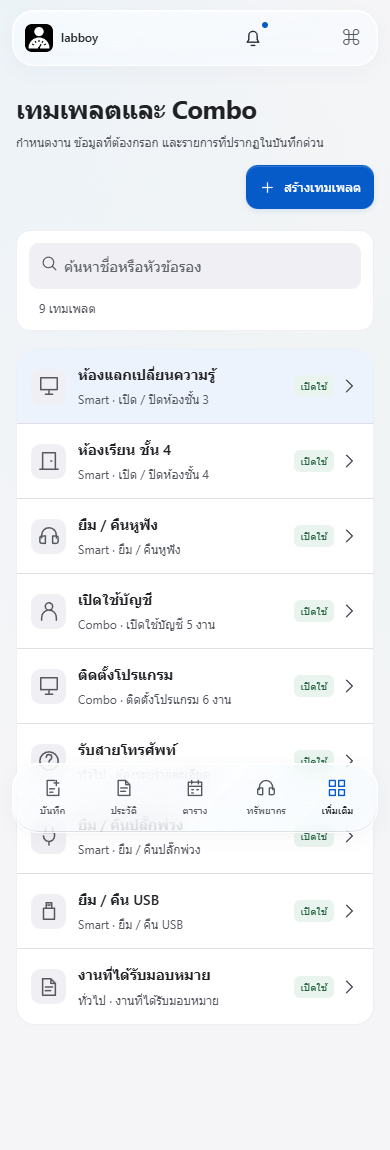 labboy
เทมเพลตและ Combo
กำหนดงาน ข้อมูลที่ต้องกรอก และรายการที่ปรากฏในบันทึกด่วน
สร้างเทมเพลต
ค้นหาชื่อหรือหัวข้อรอง
9 เทมเพลต
ห้องแลกเปลี่ยนความรู้
Smart · เปิด / ปิดห้องชั้น 3
เปิดใช้
ห้องเรียน ชั้น 4
Smart · เปิด / ปิดห้องชั้น 4
เปิดใช้
ยืม / คืนหูฟัง
Smart · ยืม / คืนหูฟัง
เปิดใช้
เปิดใช้บัญชี
Combo · เปิดใช้บัญชี 5 งาน
เปิดใช้
ติดตั้งโปรแกรม
Combo · ติดตั้งโปรแกรม 6 งาน
เปิดใช้
รับสายโทรศัพท์
เปิดใช้
บันทึก
ประวัติ
ตาราง
ทรัพยากร
เพิ่มเติม
ยืม / คืนปลั๊กพ่วง
Smart · ยืม / คืนปลั๊กพ่วง
เปิดใช้
ยืม / คืน USB
Smart · ยืม / คืน USB
เปิดใช้
งานที่ได้รับมอบหมาย
ทั่วไป · งานที่ได้รับมอบหมาย
เปิดใช้